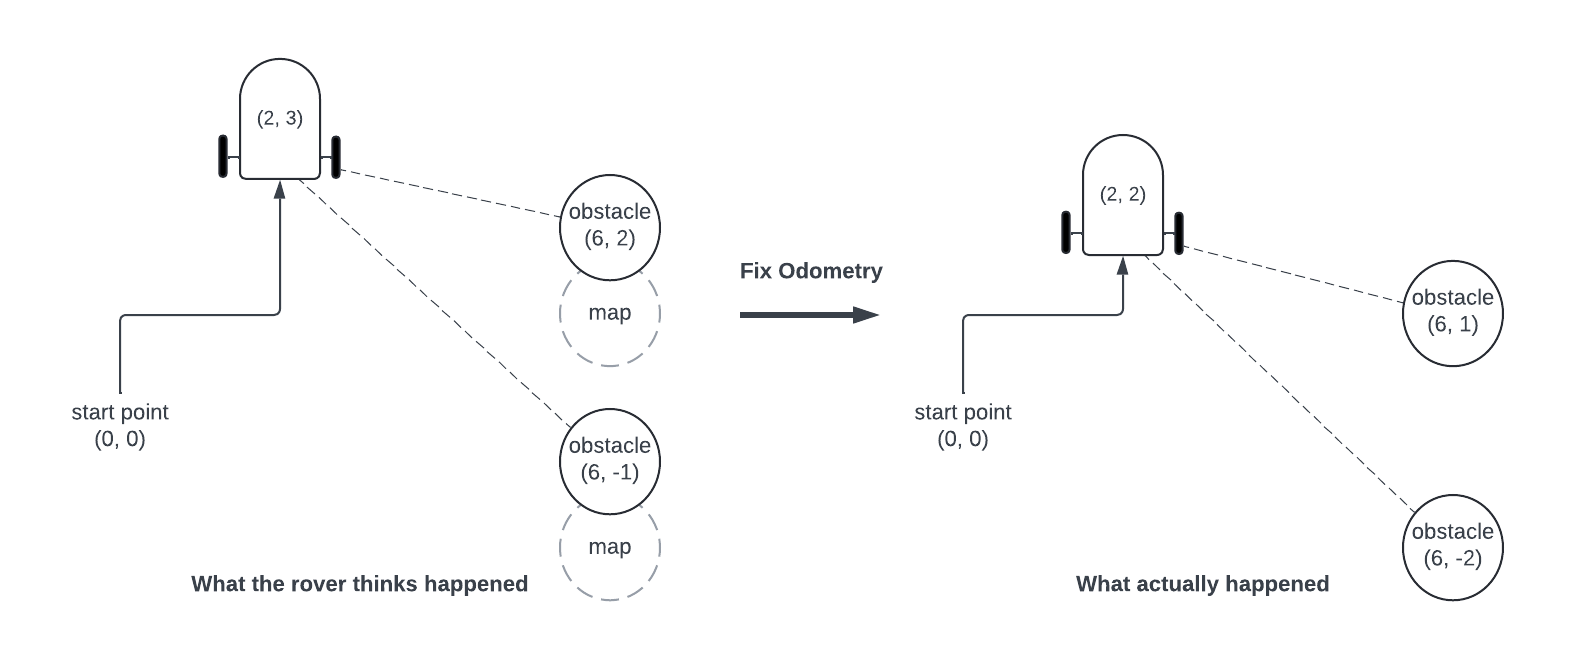 (2, 3)
obstacle
(6, 2)
map
start point
(0, 0)
obstacle
(6, -1)
map
What the rover thinks happened
Fix Odometry
(2, 2)
obstacle
(6, 1)
start point
(0, 0)
obstacle
(6, -2)
What actually happened